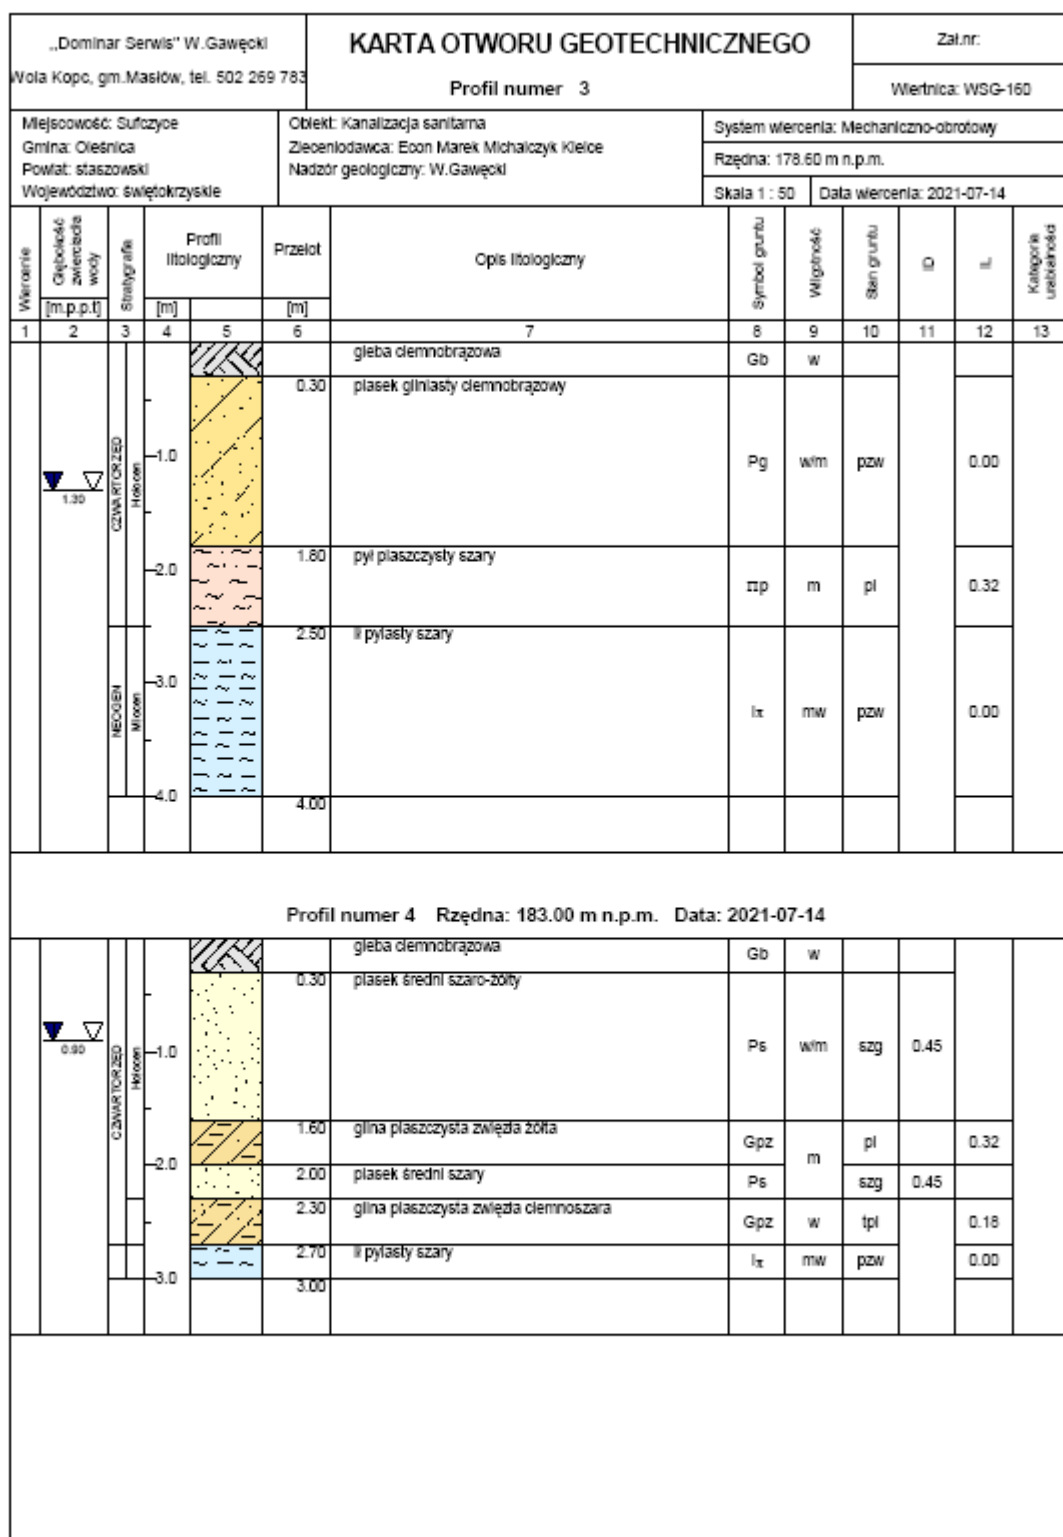 „Dominar Serwis" W.Gawęcki
Wola Kopc, gm.Masłów, tel. 502 269 783
KARTA OTWORU GEOTECHNICZNEGO
Profil numer 3
Zał.nr:
Wiertnica: WSG-160
Miejscowość: Sufczyce
Gmina: Oleśnica
Powiat: staszowski
Województwo: świętokrzyskie
Obiekt: Kanalizacja sanitarna
Zleceniodawca: Econ Marek Michalczyk Kielce
Nadzór geologiczny: W.Gawęcki
System wiercenia: Mechaniczno-obrotowy
Rzędna: 178.60 m n.p.m.
Skala 1 : 50 Data wiercenia: 2021-07-14
Wiercenie
Głębokość zwierciadła wody
[m.p.p.t]
Stratygrafia
Profil litologiczny
[m]
Przelot
[m]
Opis litologiczny
Symbol gruntu
Wilgotność
Stan gruntu
ID
IL
Kategoria urabialności
1 2 3 4 5 6 7 8 9 10 11 12 13
gleba ciemnobrązowa Gb w
0.30 piasek gliniasty ciemnobrązowy
1.0 Pg w/m pzw 0.00
1.30
CZWARTORZĘD
Holocen
1.80 pył piaszczysty szary
2.0 πp m pl 0.32
2.50 ił pylasty szary
3.0
NEOGEN
Miocen
Iπ mw pzw 0.00
4.0
4.00
Profil numer 4 Rzędna: 183.00 m n.p.m. Data: 2021-07-14
gleba ciemnobrązowa Gb w
0.30 piasek średni szaro-żółty
0.90
1.0 Ps w/m szg 0.45
CZWARTORZĘD
Holocen
1.60 glina piaszczysta zwięzła żółta
Gpz m pl 0.32
2.0
2.00 piasek średni szary
Ps szg 0.45
2.30 glina piaszczysta zwięzła ciemnoszara
Gpz w tpl 0.18
2.70 ił pylasty szary
Iπ mw pzw 0.00
3.0
3.00